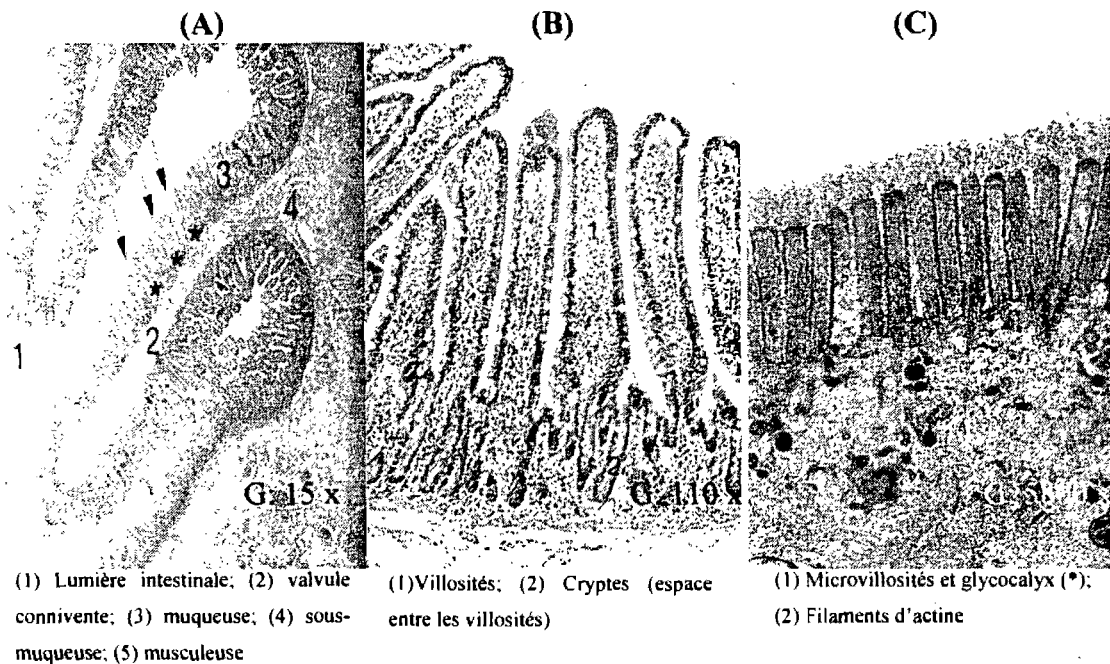 (A)
(B)
(C)
1
2
3
4
G: 15 x
1
G: 110 x
(1) Lumière intestinale; (2) valvule
connivente; (3) muqueuse; (4) sous-
muqueuse; (5) musculeuse
(1)Villosités; (2) Cryptes (espace
entre les villosités)
(1) Microvillosités et glycocalyx (*);
(2) Filaments d'actine